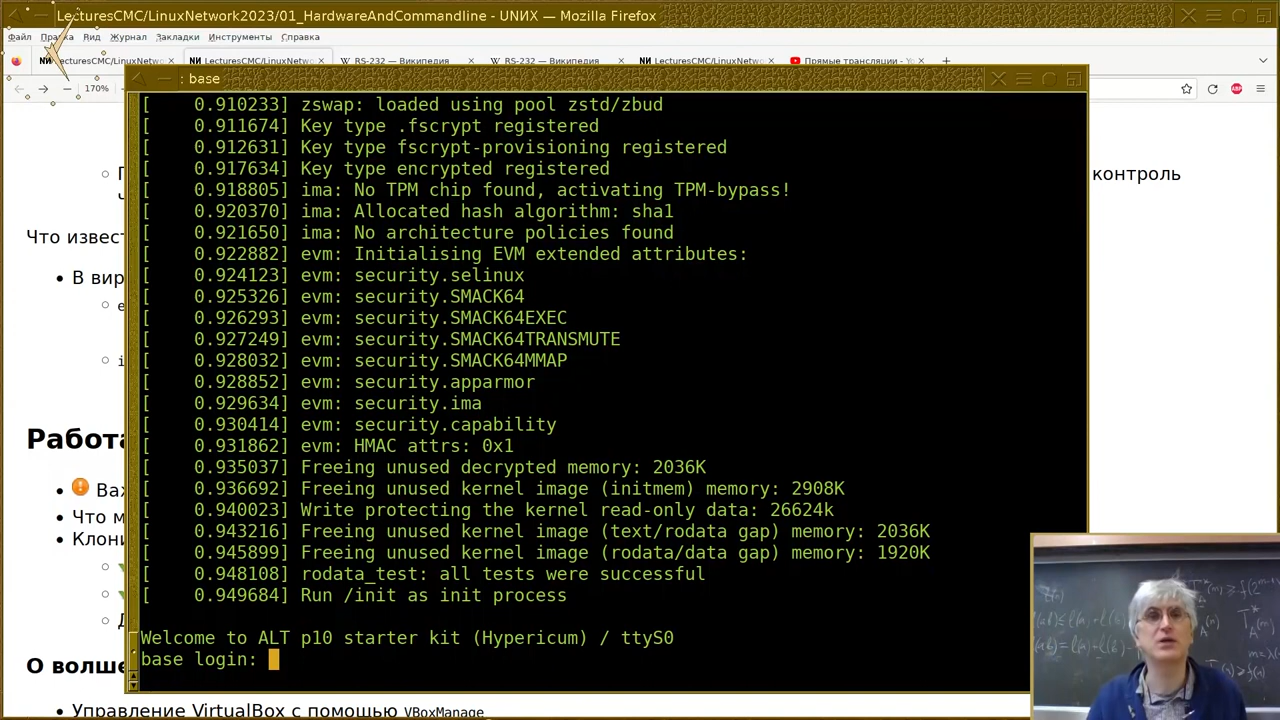 LecturesCMC/LinuxNetwork2023/01_HardwareAndCommandline - UNИX — Mozilla Firefox
Файл Правка Вид Журнал Закладки Инструменты Справка
LecturesCMC/LinuxNetwo
LecturesCMC/LinuxNetwo
RS-232 — Википедия
RS-232 — Википедия
LecturesCMC/LinuxNetwo
Прямые трансляции - Yo
170%
: base
[ 0.910233] zswap: loaded using pool zstd/zbud
[ 0.911674] Key type .fscrypt registered
[ 0.912631] Key type fscrypt-provisioning registered
[ 0.917634] Key type encrypted registered
[ 0.918805] ima: No TPM chip found, activating TPM-bypass!
[ 0.920370] ima: Allocated hash algorithm: sha1
[ 0.921650] ima: No architecture policies found
[ 0.922882] evm: Initialising EVM extended attributes:
[ 0.924123] evm: security.selinux
[ 0.925326] evm: security.SMACK64
[ 0.926293] evm: security.SMACK64EXEC
[ 0.927249] evm: security.SMACK64TRANSMUTE
[ 0.928032] evm: security.SMACK64MMAP
[ 0.928852] evm: security.apparmor
[ 0.929634] evm: security.ima
[ 0.930414] evm: security.capability
[ 0.931862] evm: HMAC attrs: 0x1
[ 0.935037] Freeing unused decrypted memory: 2036K
[ 0.936692] Freeing unused kernel image (initmem) memory: 2908K
[ 0.940023] Write protecting the kernel read-only data: 26624k
[ 0.943216] Freeing unused kernel image (text/rodata gap) memory: 2036K
[ 0.945899] Freeing unused kernel image (rodata/data gap) memory: 1920K
[ 0.948108] rodata_test: all tests were successful
[ 0.949684] Run /init as init process
Welcome to ALT p10 starter kit (Hypericum) / ttyS0
base login:
контроль
Что извест
В вир
Работа
Важ
Что м
Клони
О волше
Управление VirtualBox с помощью VBoxManage